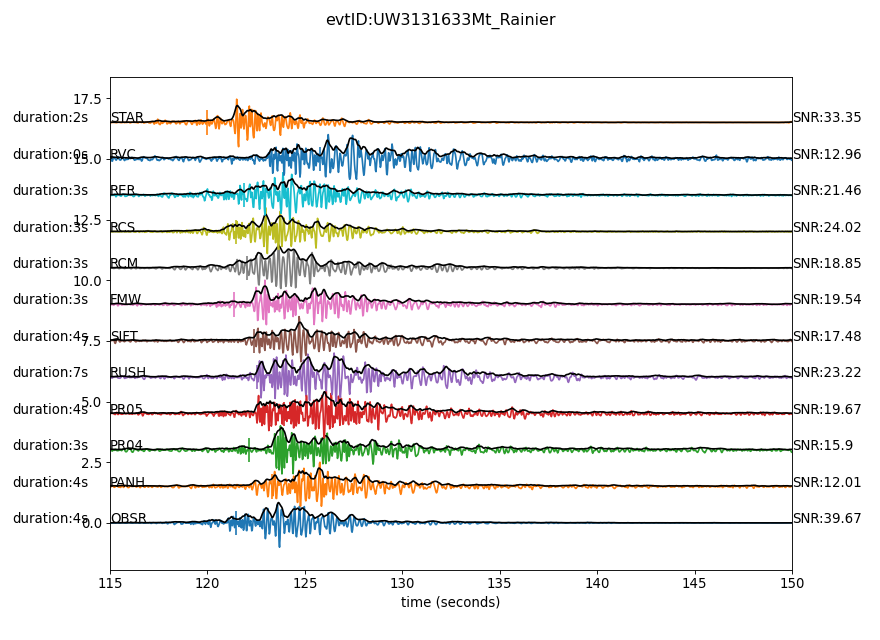 evtID:UW3131633Mt_Rainier
17.5
duration:2s STAR SNR:33.35
duration:0s RVC SNR:12.96
15.0
duration:3s RER SNR:21.46
12.5
duration:3s RCS SNR:24.02
duration:3s RCM SNR:18.85
10.0
duration:3s FMW SNR:19.54
duration:4s SIFT SNR:17.48
7.5
duration:7s RUSH SNR:23.22
5.0
duration:4s PR05 SNR:19.67
duration:3s PR04 SNR:15.9
2.5
duration:4s PANH SNR:12.01
duration:4s OBSR SNR:39.67
0.0
115 120 125 130 135 140 145 150
time (seconds)